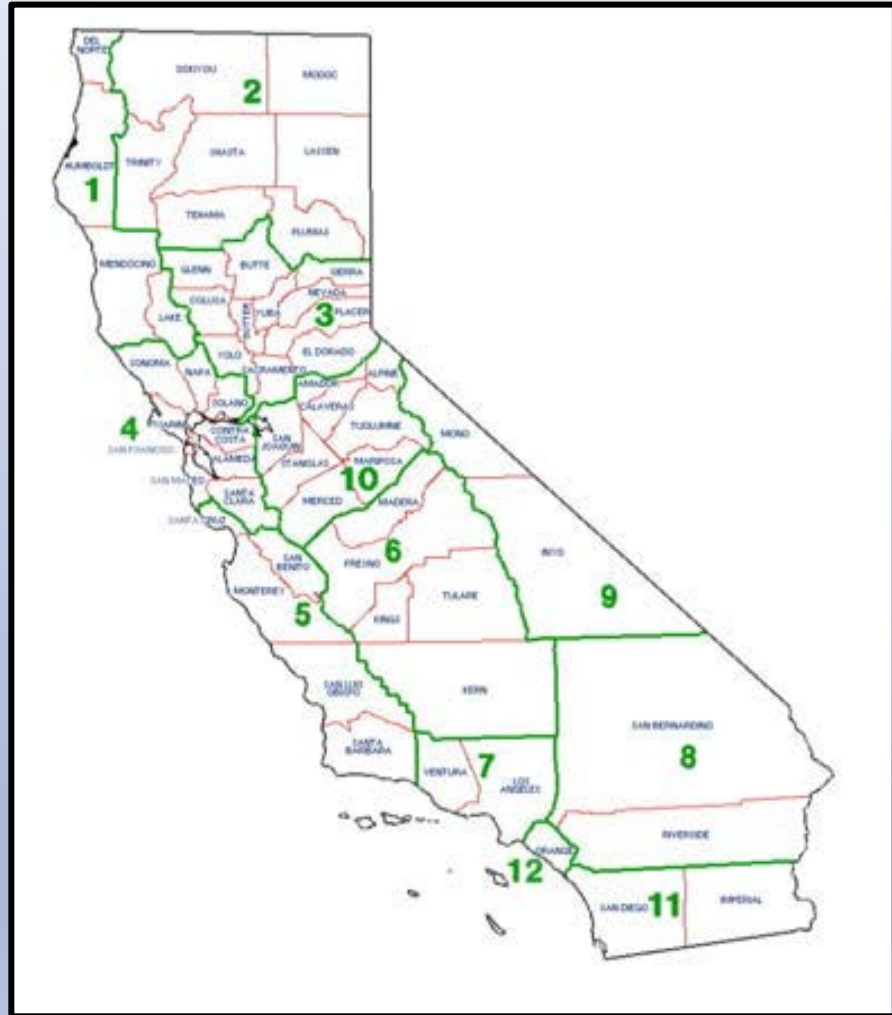 DEL
NORTE
SISKIYOU
MODOC
2
HUMBOLDT
TRINITY
SHASTA
LASSEN
1
TEHAMA
PLUMAS
MENDOCINO
GLENN
BUTTE
SIERRA
COLUSA
NEVADA
LAKE
SUTTER
YUBA
PLACER
3
SONOMA
NAPA
YOLO
EL DORADO
SACRAMENTO
ALPINE
AMADOR
SOLANO
CALAVERAS
4
MARIN
CONTRA
COSTA
SAN
JOAQUIN
TUOLUMNE
MONO
SAN FRANCISCO
ALAMEDA
STANISLAS
MARIPOSA
10
SAN MATEO
SANTA
CLARA
MERCED
MADERA
SANTA CRUZ
SAN
BENITO
FRESNO
6
INYO
MONTEREY
5
KINGS
TULARE
9
SAN LUIS
OBISPO
KERN
SAN BERNARDINO
SANTA
BARBARA
VENTURA
7
LOS
ANGELES
8
RIVERSIDE
ORANGE
12
SAN DIEGO
11
IMPERIAL